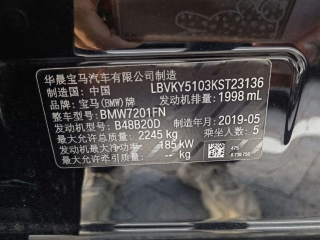 华晨宝马汽车有限公司制造
制造国：中国 LBVKY5103KST23136
品牌：宝马(BMW)牌 发动机排量：1998 mL
整车型号：BMW7201FN
发动机型号：B48B20D 制造年月：2019-05
最大允许总质量：2245 kg 乘坐人数：5
发动机最大净功率：185 kW
最大允许牵引质量：kg